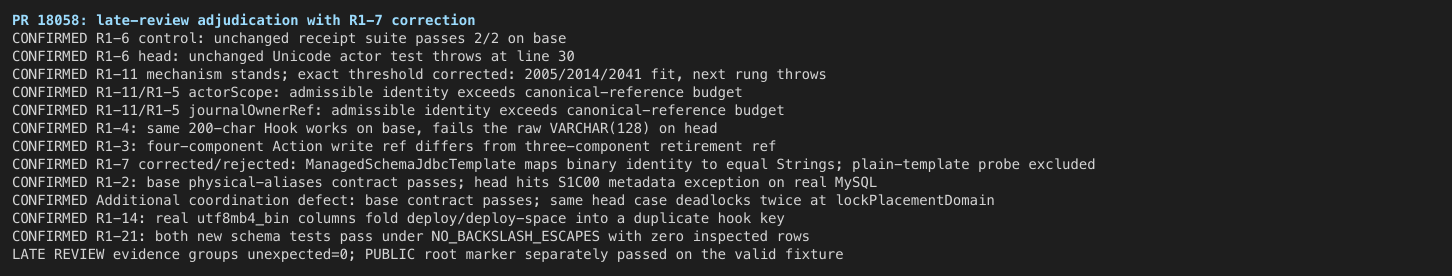 PR 18058: late-review adjudication with R1-7 correction
CONFIRMED R1-6 control: unchanged receipt suite passes 2/2 on base
CONFIRMED R1-6 head: unchanged Unicode actor test throws at line 30
CONFIRMED R1-11 mechanism stands; exact threshold corrected: 2005/2014/2041 fit, next rung throws
CONFIRMED R1-11/R1-5 actorScope: admissible identity exceeds canonical-reference budget
CONFIRMED R1-11/R1-5 journalOwnerRef: admissible identity exceeds canonical-reference budget
CONFIRMED R1-4: same 200-char Hook works on base, fails the raw VARCHAR(128) on head
CONFIRMED R1-3: four-component Action write ref differs from three-component retirement ref
CONFIRMED R1-7 corrected/rejected: ManagedSchemaJdbcTemplate maps binary identity to equal Strings; plain-template probe excluded
CONFIRMED R1-2: base physical-aliases contract passes; head hits S1C00 metadata exception on real MySQL
CONFIRMED Additional coordination defect: base contract passes; same head case deadlocks twice at lockPlacementDomain
CONFIRMED R1-14: real utf8mb4_bin columns fold deploy/deploy-space into a duplicate hook key
CONFIRMED R1-21: both new schema tests pass under NO_BACKSLASH_ESCAPES with zero inspected rows
LATE REVIEW evidence groups unexpected=0; PUBLIC root marker separately passed on the valid fixture